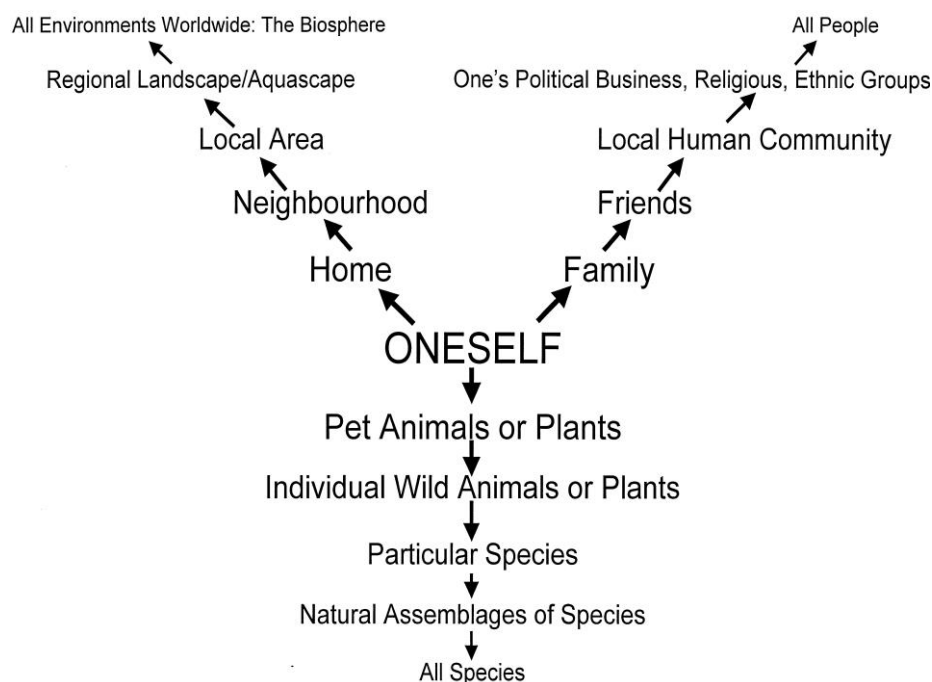 All Environments Worldwide: The Biosphere
All People
Regional Landscape/Aquascape
One's Political Business, Religious, Ethnic Groups
Local Area
Local Human Community
Neighbourhood
Friends
Home
Family
ONESELF
Pet Animals or Plants
Individual Wild Animals or Plants
Particular Species
Natural Assemblages of Species
All Species